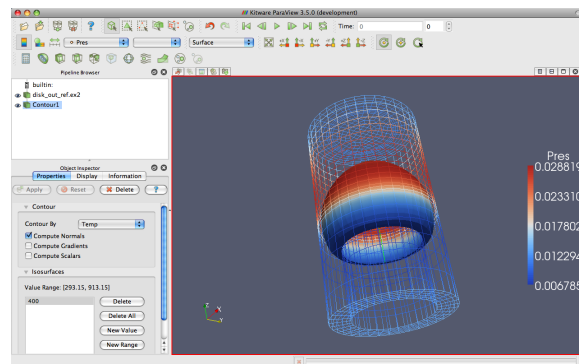 Kitware ParaView 3.5.0 (development)
Time: 0
0
Pres
Surface
Pipeline Browser
builtin:
disk_out_ref.ex2
Contour1
Object Inspector
Properties
Display
Information
Apply
Reset
Delete
?
Contour
Contour By
Temp
Compute Normals
Compute Gradients
Compute Scalars
Isosurfaces
Value Range: [293.15, 913.15]
400
Delete
Delete All
New Value
New Range
Pres
0.028819
0.023310
0.017802
0.012294
0.006785
Z
X
Y